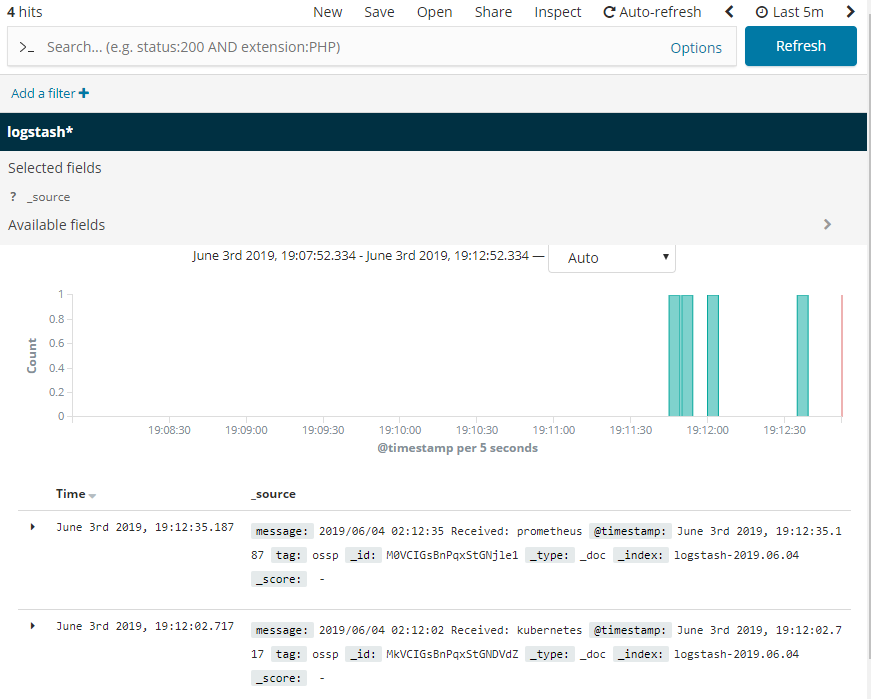 4 hits New Save Open Share Inspect Auto-refresh Last 5m
>_ Search... (e.g. status:200 AND extension:PHP) Options Refresh
Add a filter +
logstash*
Selected fields
? _source
Available fields
June 3rd 2019, 19:07:52.334 - June 3rd 2019, 19:12:52.334 — Auto
1
0.8
0.6
0.4
0.2
0
Count
19:08:30 19:09:00 19:09:30 19:10:00 19:10:30 19:11:00 19:11:30 19:12:00 19:12:30
@timestamp per 5 seconds
Time _source
June 3rd 2019, 19:12:35.187 message: 2019/06/04 02:12:35 Received: prometheus @timestamp: June 3rd 2019, 19:12:35.1
87 tag: ossp _id: M0VCIGsBnPqxStGNjle1 _type: _doc _index: logstash-2019.06.04
_score: -
June 3rd 2019, 19:12:02.717 message: 2019/06/04 02:12:02 Received: kubernetes @timestamp: June 3rd 2019, 19:12:02.7
17 tag: ossp _id: MkVCIGsBnPqxStGNDVdZ _type: _doc _index: logstash-2019.06.04
_score: -